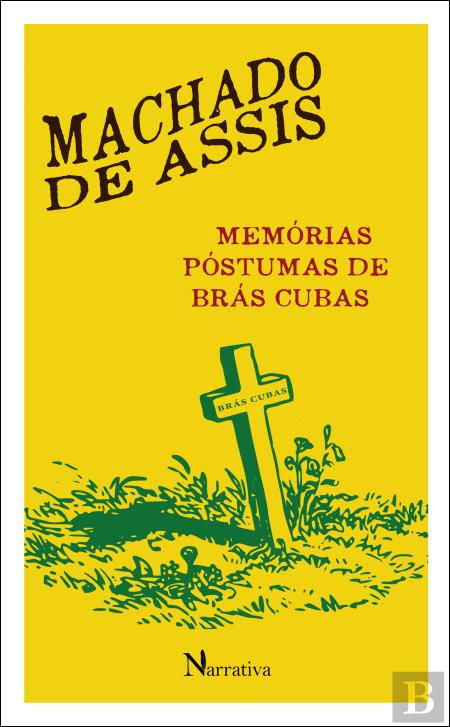 MACHADO
DE ASSIS
MEMÓRIAS
PÓSTUMAS DE
BRÁS CUBAS
BRÁS CUBAS
Narrativa
B